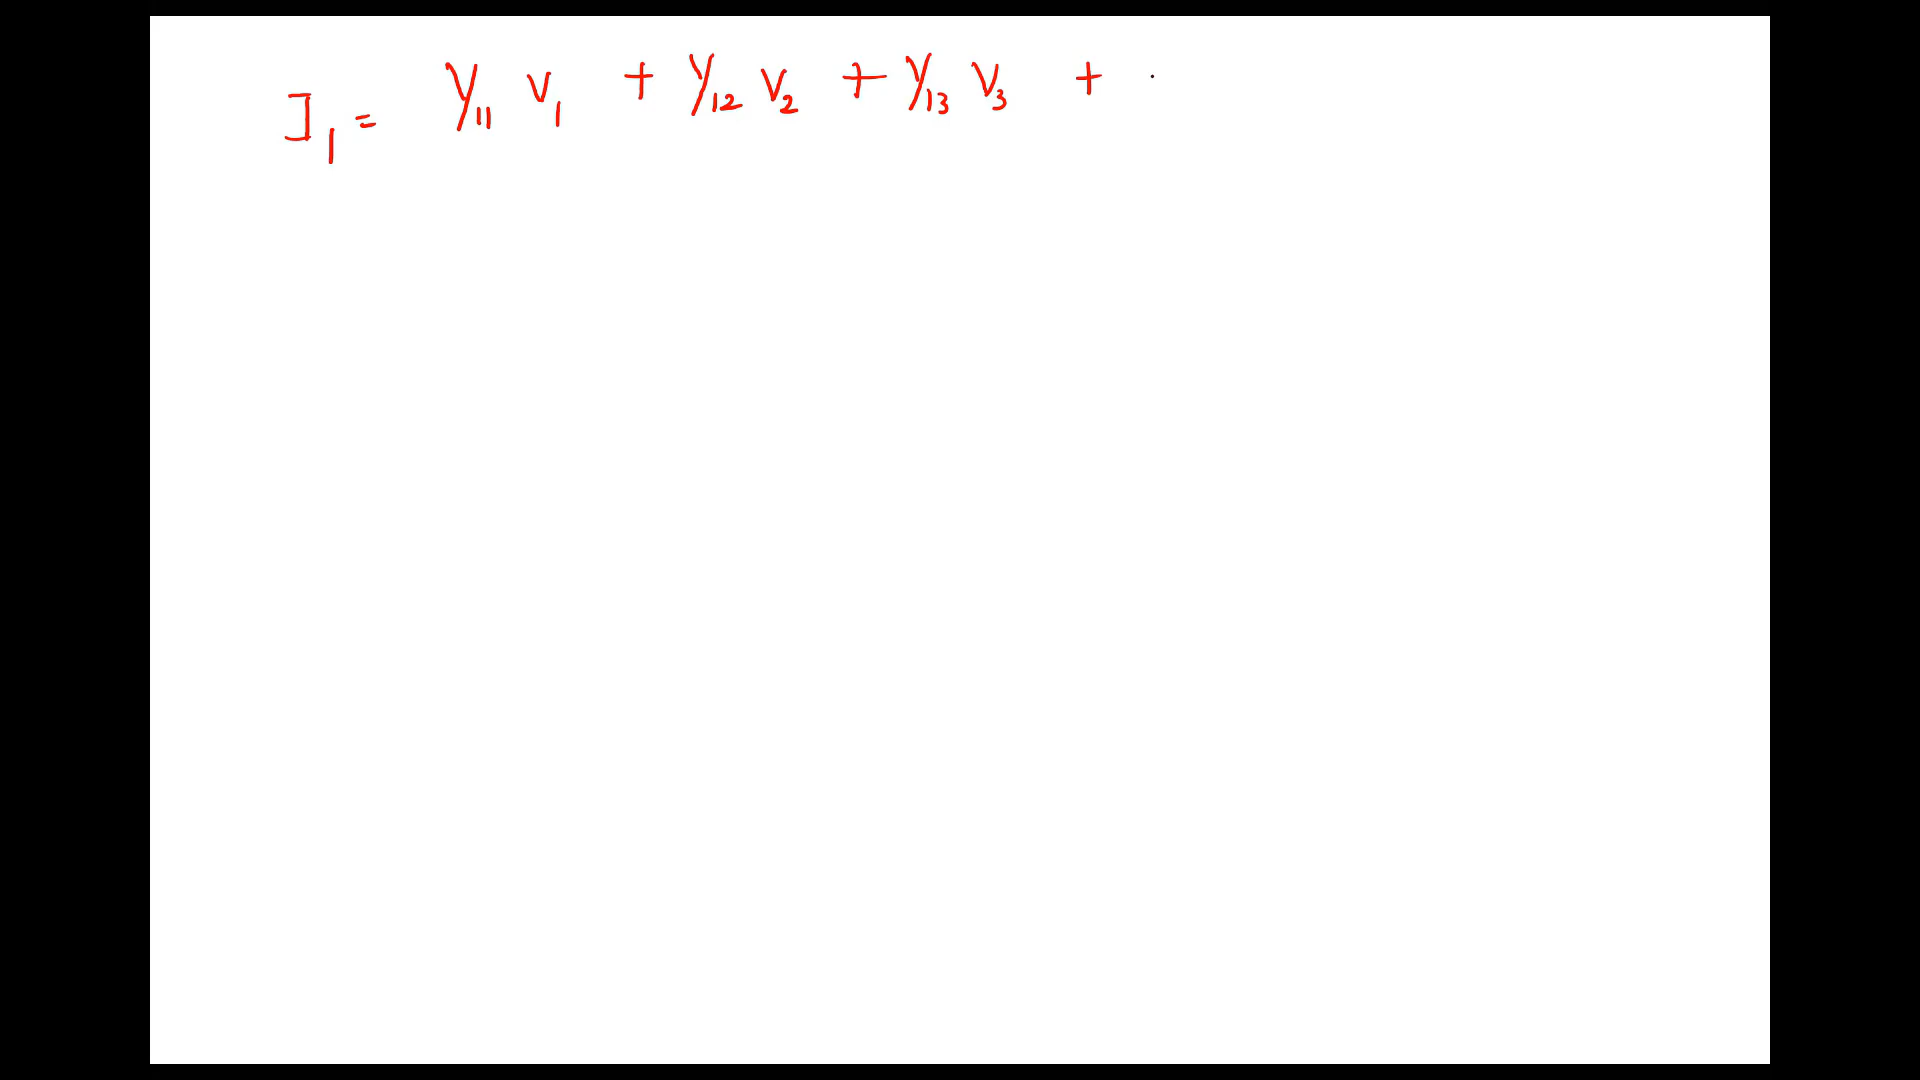 I₁ = Y₁₁ V₁ + Y₁₂ V₂ + Y₁₃ V₃ +